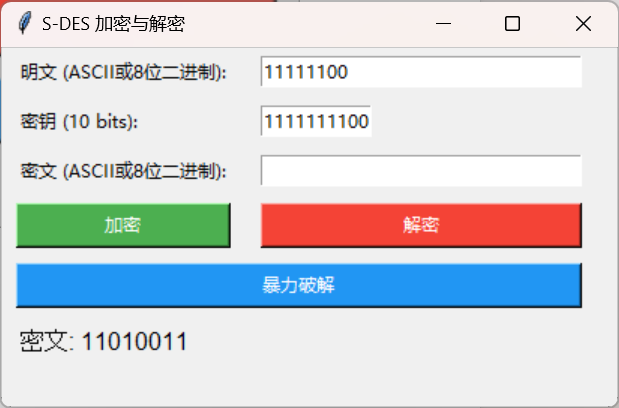 S-DES 加密与解密
明文 (ASCII或8位二进制): 11111100
密钥 (10 bits): 1111111100
密文 (ASCII或8位二进制):
加密 解密
暴力破解
密文: 11010011